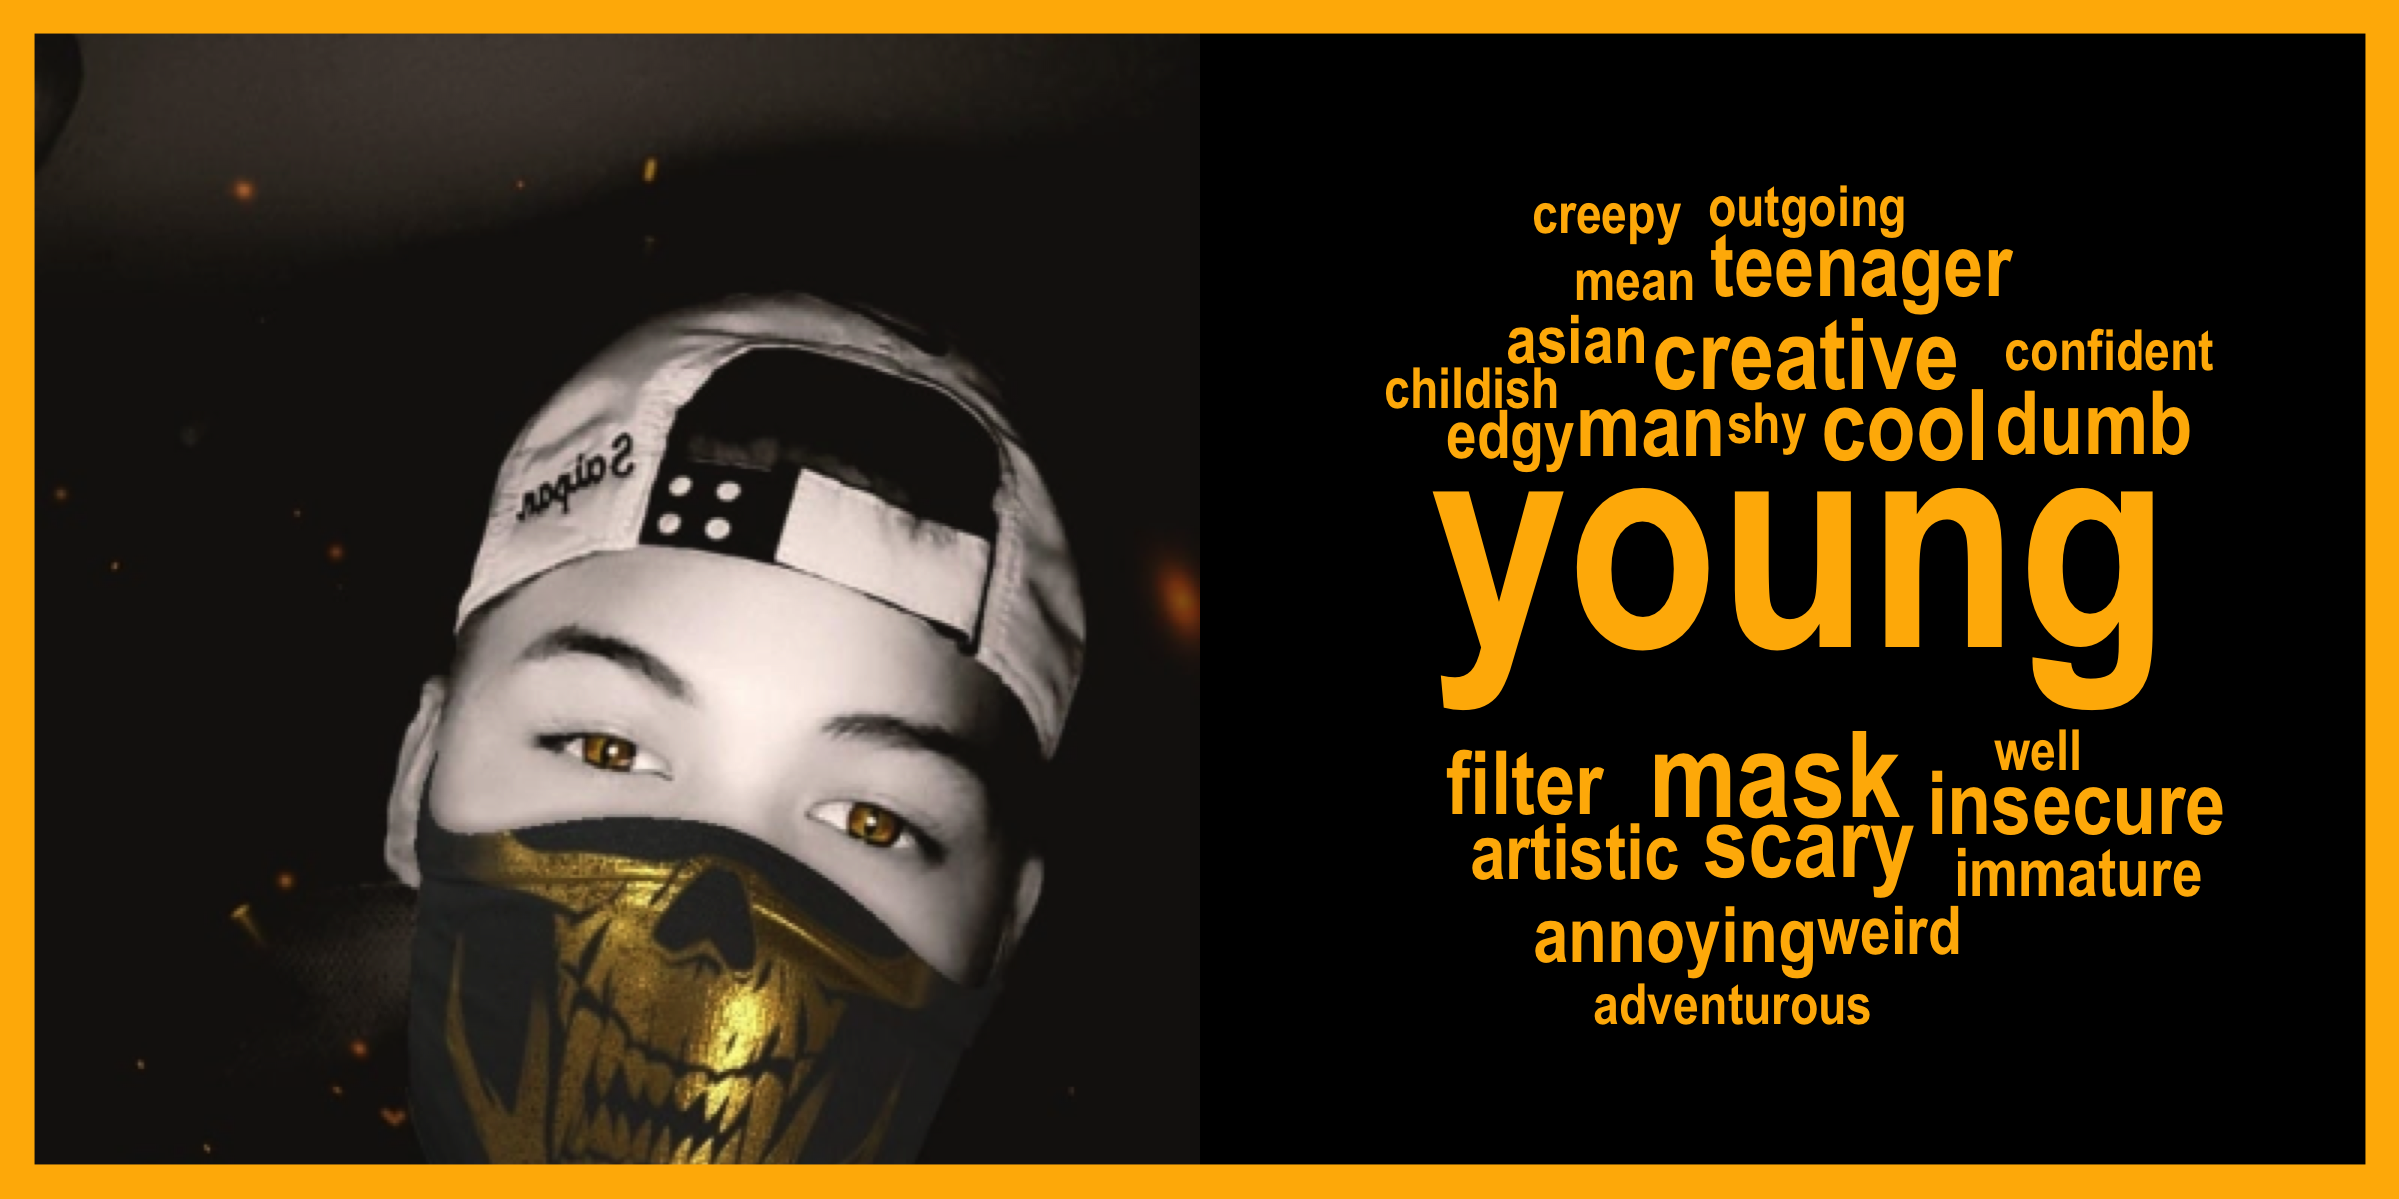 Saipan
creepy outgoing
mean teenager
asian creative confident
childish
edgy man shy cool dumb
young
filter mask well
insecure
artistic scary immature
annoying weird
adventurous